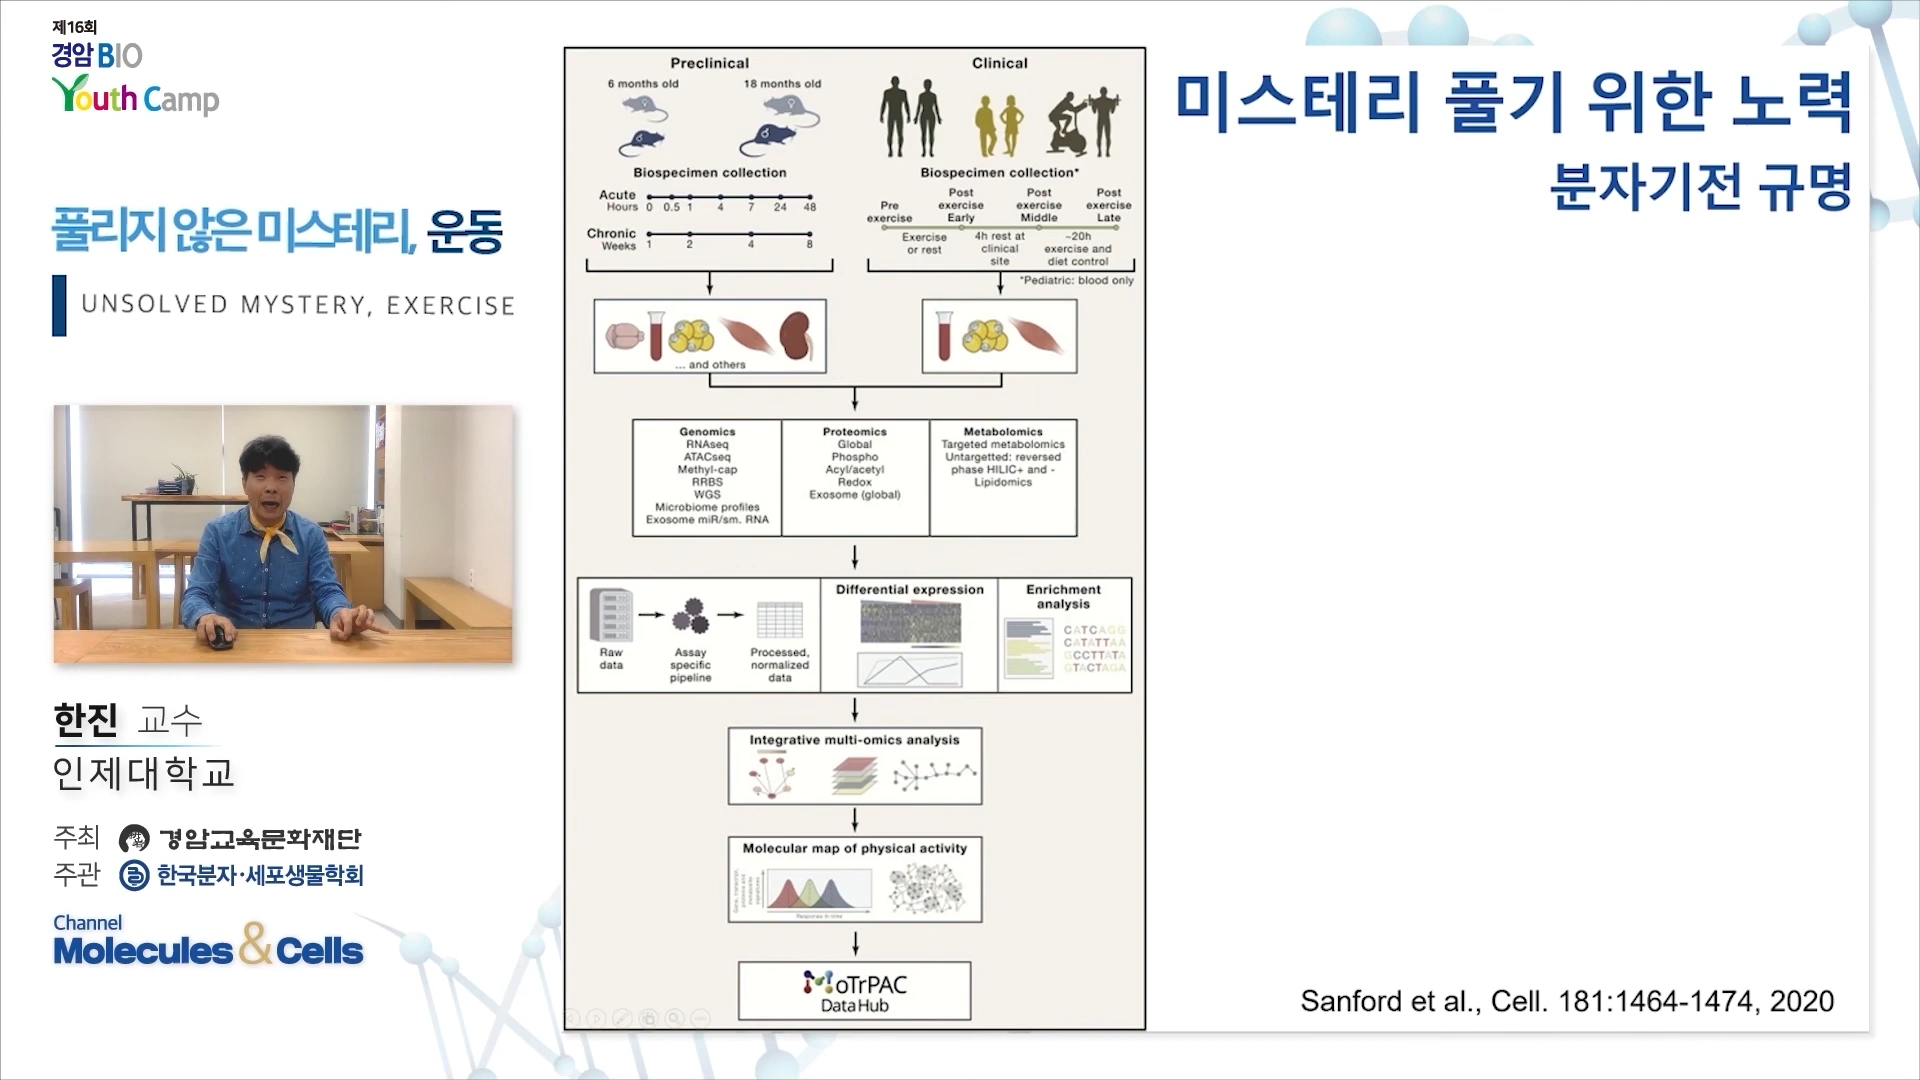 제16회
경암 BIO
Youth Camp
풀리지 않은 미스테리, 운동
UNSOLVED MYSTERY, EXERCISE
한진 교수
인제대학교
주최 경암교육문화재단
주관 한국분자·세포생물학회
Channel
Molecules & Cells
미스테리 풀기 위한 노력
분자기전 규명
Preclinical
6 months old
18 months old
Biospecimen collection
Acute
Hours 0 0.5 1 4 7 24 48
Chronic
Weeks 1 2 4 8
Clinical
Biospecimen collection*
Pre exercise
Post exercise Early
Post exercise Middle
Post exercise Late
Exercise or rest
4h rest at clinical site
~20h exercise and diet control
*Pediatric: blood only
... and others
Genomics
RNAseq
ATACseq
Methyl-cap
RRBS
WGS
Microbiome profiles
Exosome miR/sm. RNA
Proteomics
Global
Phospho
Acyl/acetyl
Redox
Exosome (global)
Metabolomics
Targeted metabolomics
Untargetted: reversed
phase HILIC+ and -
Lipidomics
Raw data
Assay specific pipeline
Processed, normalized data
Differential expression
Enrichment analysis
CATCAGG
CATATTAA
GCCTTATA
GTACTAGA
Integrative multi-omics analysis
Molecular map of physical activity
Response in time
MoTrPAC
Data Hub
Sanford et al., Cell. 181:1464-1474, 2020